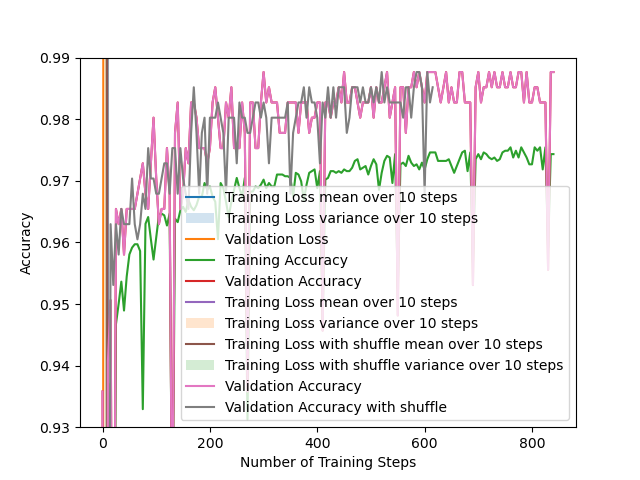 0.99
0.98
0.97
0.96
0.95
0.94
0.93
Accuracy
Training Loss mean over 10 steps
Training Loss variance over 10 steps
Validation Loss
Training Accuracy
Validation Accuracy
Training Loss mean over 10 steps
Training Loss variance over 10 steps
Training Loss with shuffle mean over 10 steps
Training Loss with shuffle variance over 10 steps
Validation Accuracy
Validation Accuracy with shuffle
0 200 400 600 800
Number of Training Steps